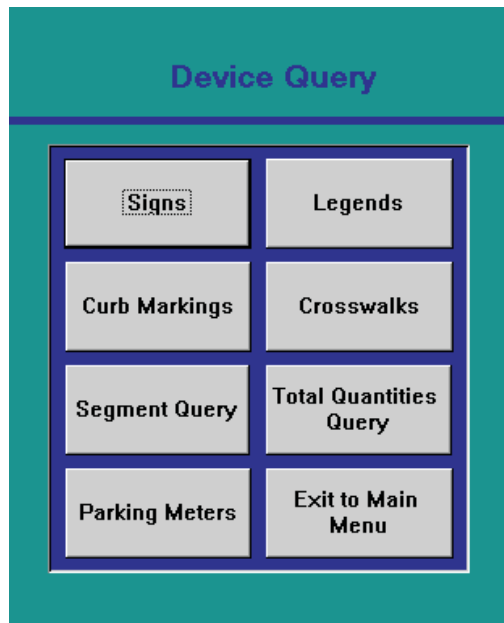 Device Query
Signs
Legends
Curb Markings
Crosswalks
Segment Query
Total Quantities
Query
Parking Meters
Exit to Main
Menu